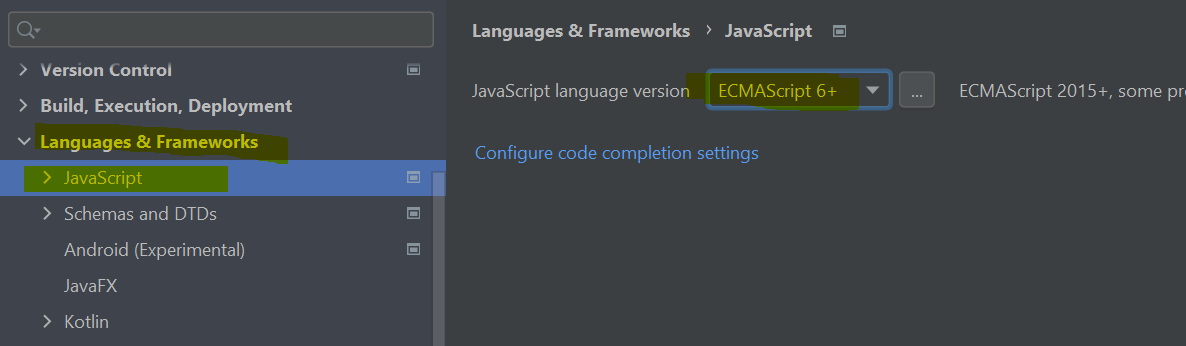 Version Control
Build, Execution, Deployment
Languages & Frameworks
JavaScript
Schemas and DTDs
Android (Experimental)
JavaFX
Kotlin
Languages & Frameworks › JavaScript
JavaScript language version ECMAScript 6+ ... ECMAScript 2015+, some
Configure code completion settings